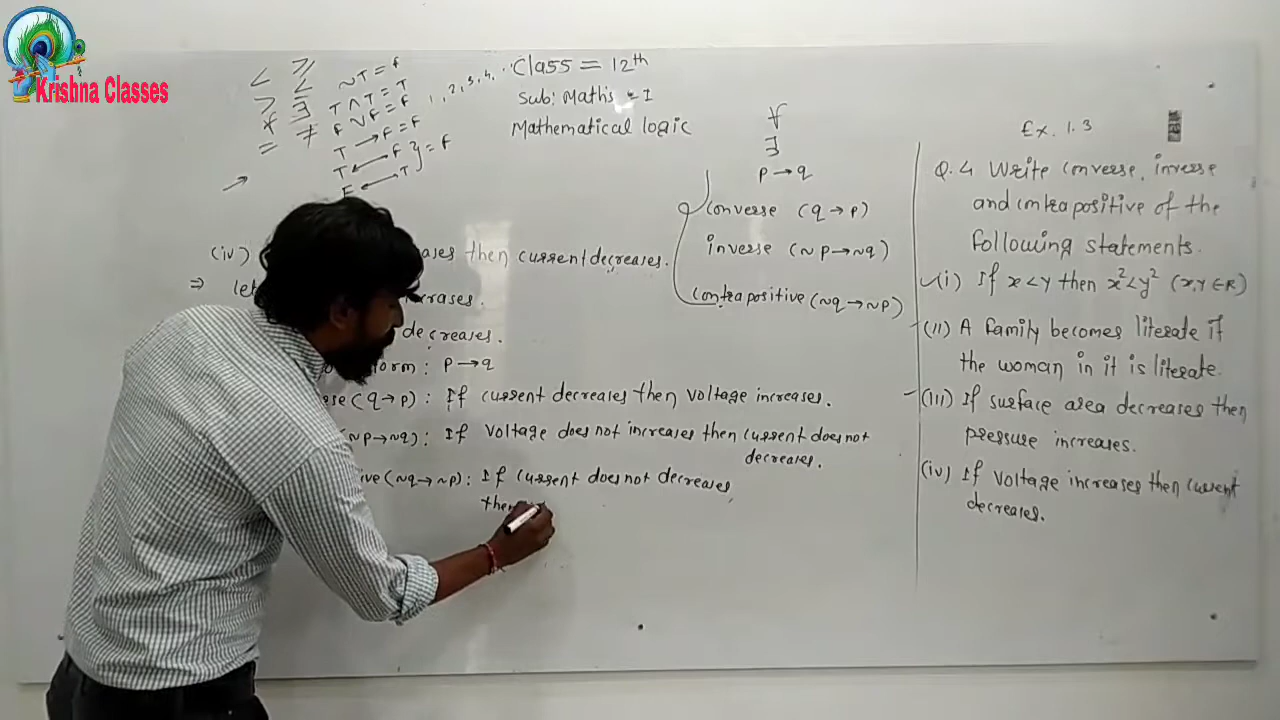 Krishna Classes
< ≥ ~T = F
> ≤ T ∧ T = T
∃ F ∨ F = F 1, 2, 3, 4, ..
= ≠ T → F = F
T ↔ F } = F
F ↔ T
→
Class = 12th
Sub: Maths - I
Mathematical logic
∀
∃
p → q
converse (q → p)
inverse (~p → ~q)
contrapositive (~q → ~p)
(iv) ases then current decreases.
⇒ let crases.
decreases.
form : p → q
se (q → p) : If current decreases then voltage increases.
(~p → ~q) : If voltage does not increases then current does not
decreases.
ive (~q → ~p) : If current does not decreases
then
Ex. 1.3
Q.4 Write converse, inverse
and contrapositive of the
following statements.
(i) If x < y then x² < y² (x, y ∈ R)
(II) A family becomes literate if
the woman in it is literate.
(III) If surface area decreases then
pressure increases.
(iv) If voltage increases then current
decreases.